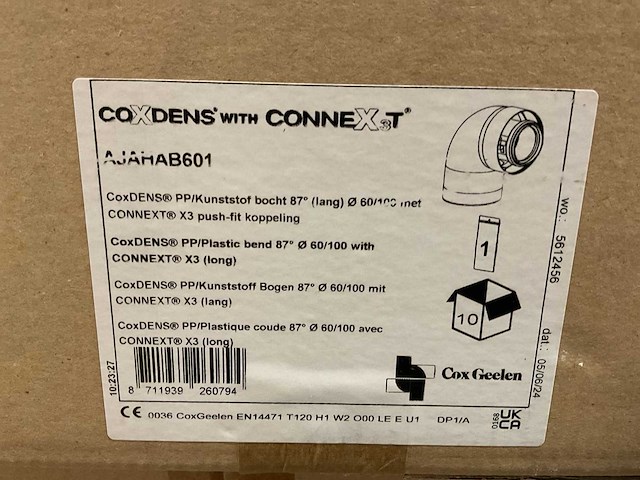 COXDENS® WITH CONNEX3T®
AJAHAB601
CoxDENS® PP/Kunststof bocht 87° (lang) Ø 60/100 met
CONNEXT® X3 push-fit koppeling
CoxDENS® PP/Plastic bend 87° Ø 60/100 with
CONNEXT® X3 (long)
CoxDENS® PP/Kunststoff Bogen 87° Ø 60/100 mit
CONNEXT® X3 (lang)
CoxDENS® PP/Plastique coude 87° Ø 60/100 avec
CONNEXT® X3 (long)
1
10
wo.: 5612456
dat.: 05/06/24
10:23:27
8 711939 260794
Cox Geelen
CE 0036 CoxGeelen EN14471 T120 H1 W2 O00 LE E U1 DP1/A
0168
UK
CA